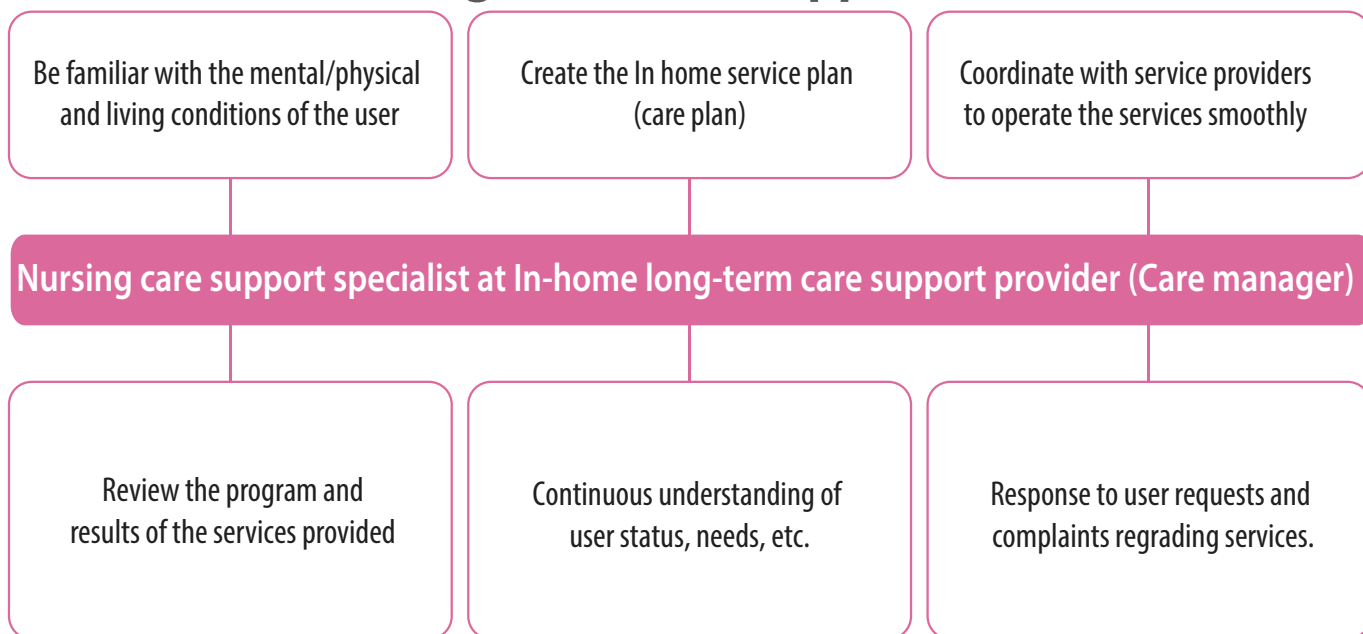 Be familiar with the mental/physical
and living conditions of the user
Create the In home service plan
(care plan)
Coordinate with service providers
to operate the services smoothly
Nursing care support specialist at In-home long-term care support provider (Care manager)
Review the program and
results of the services provided
Continuous understanding of
user status, needs, etc.
Response to user requests and
complaints regrading services.